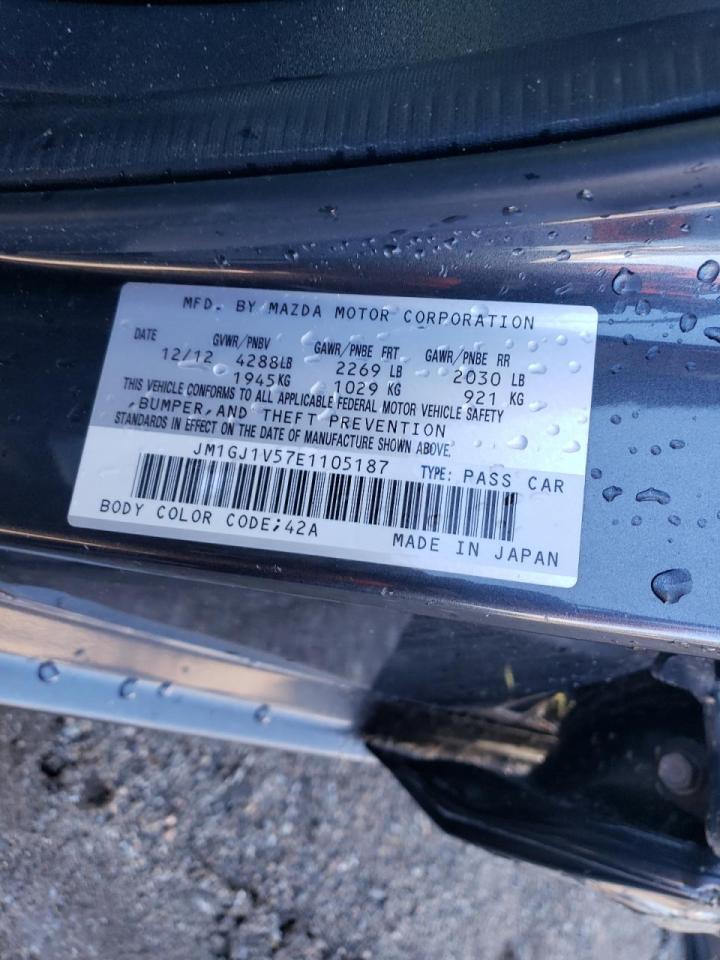 MFD. BY MAZDA MOTOR CORPORATION
DATE GVWR/PNBV GAWR/PNBE FRT GAWR/PNBE RR
12/12 4288LB 2269 LB 2030 LB
1945KG 1029 KG 921 KG
THIS VEHICLE CONFORMS TO ALL APPLICABLE FEDERAL MOTOR VEHICLE SAFETY
,BUMPER,AND THEFT PREVENTION
STANDARDS IN EFFECT ON THE DATE OF MANUFACTURE SHOWN ABOVE.
JM1GJ1V57E1105187 TYPE: PASS CAR
BODY COLOR CODE;42A MADE IN JAPAN